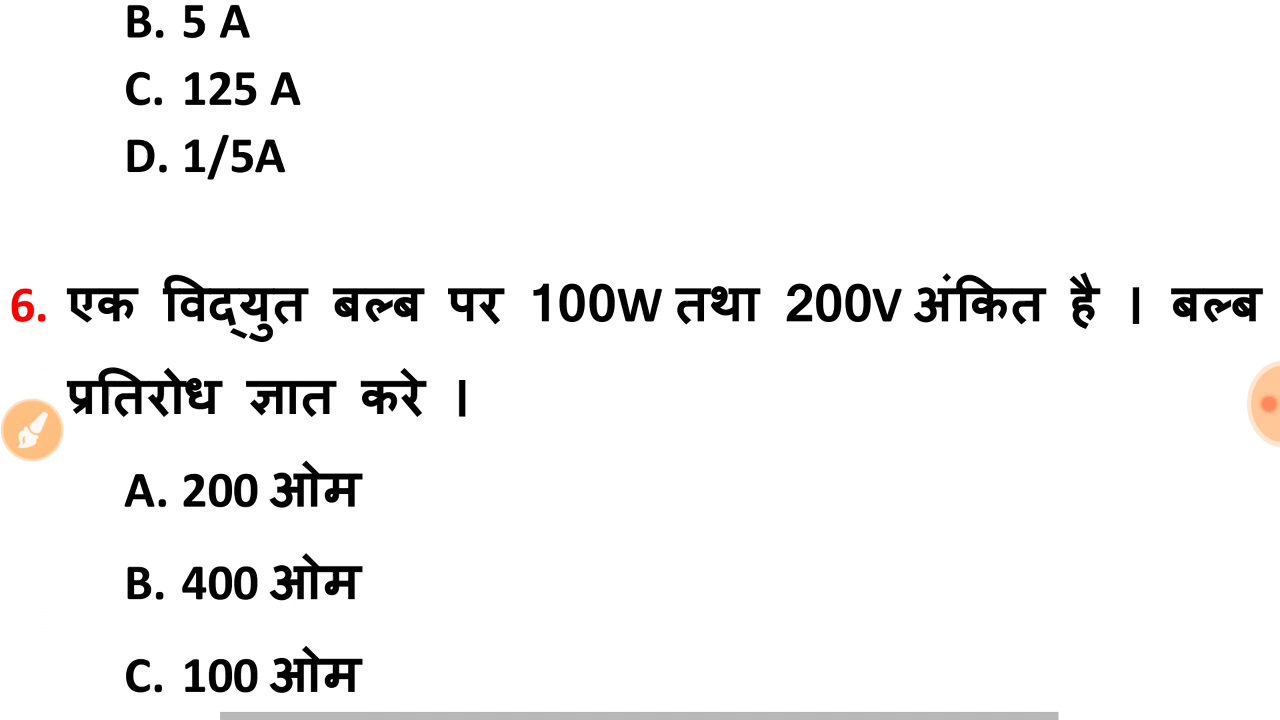 B. 5 A
C. 125 A
D. 1/5A
6. एक विद्‌युत बल्ब पर 100W तथा 200V अंकित है । बल्ब
प्रतिरोध ज्ञात करे ।
A. 200 ओम
B. 400 ओम
C. 100 ओम